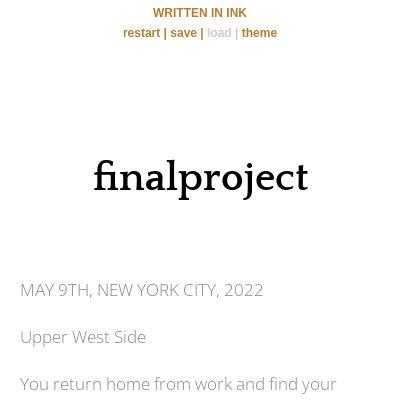 WRITTEN IN INK
restart | save | load | theme
finalproject
MAY 9TH, NEW YORK CITY, 2022
Upper West Side
You return home from work and find your